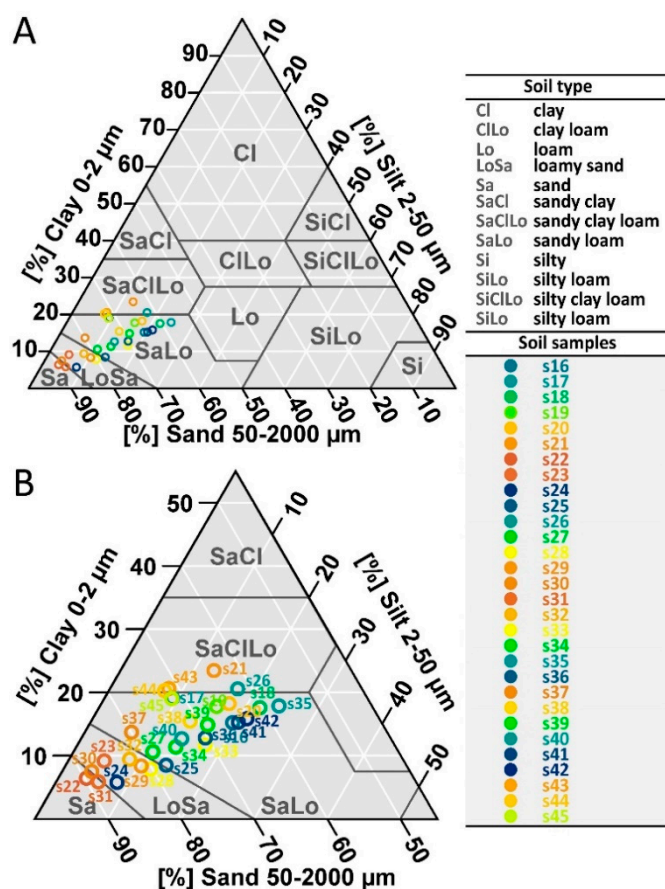 A
[%] Clay 0-2 µm
90
80
70
60
50
40
30
20
10
[%] Silt 2-50 µm
10
20
30
40
50
60
70
80
90
[%] Sand 50-2000 µm
90
80
70
60
50
40
30
20
10
Cl
SiCl
SaCl
ClLo
SiClLo
SaClLo
Lo
SiLo
SaLo
Sa
LoSa
Si
Soil type
Cl clay
ClLo clay loam
Lo loam
LoSa loamy sand
Sa sand
SaCl sandy clay
SaClLo sandy clay loam
SaLo sandy loam
Si silty
SiLo silty loam
SiClLo silty clay loam
SiLo silty loam
Soil samples
s16
s17
s18
s19
s20
s21
s22
s23
s24
s25
s26
s27
s28
s29
s30
s31
s32
s33
s34
s35
s36
s37
s38
s39
s40
s41
s42
s43
s44
s45
B
[%] Clay 0-2 µm
50
40
30
20
10
[%] Silt 2-50 µm
10
20
30
40
50
[%] Sand 50-2000 µm
90
80
70
60
50
SaCl
SaClLo
Sa
LoSa
SaLo
s43
s21
s44
s26
s45
s17
s19
s18
s35
s38
s39
s42
s37
s40
s36
s41
s27
s34
s33
s23
s30
s24
s25
s22
s31
s29
s28